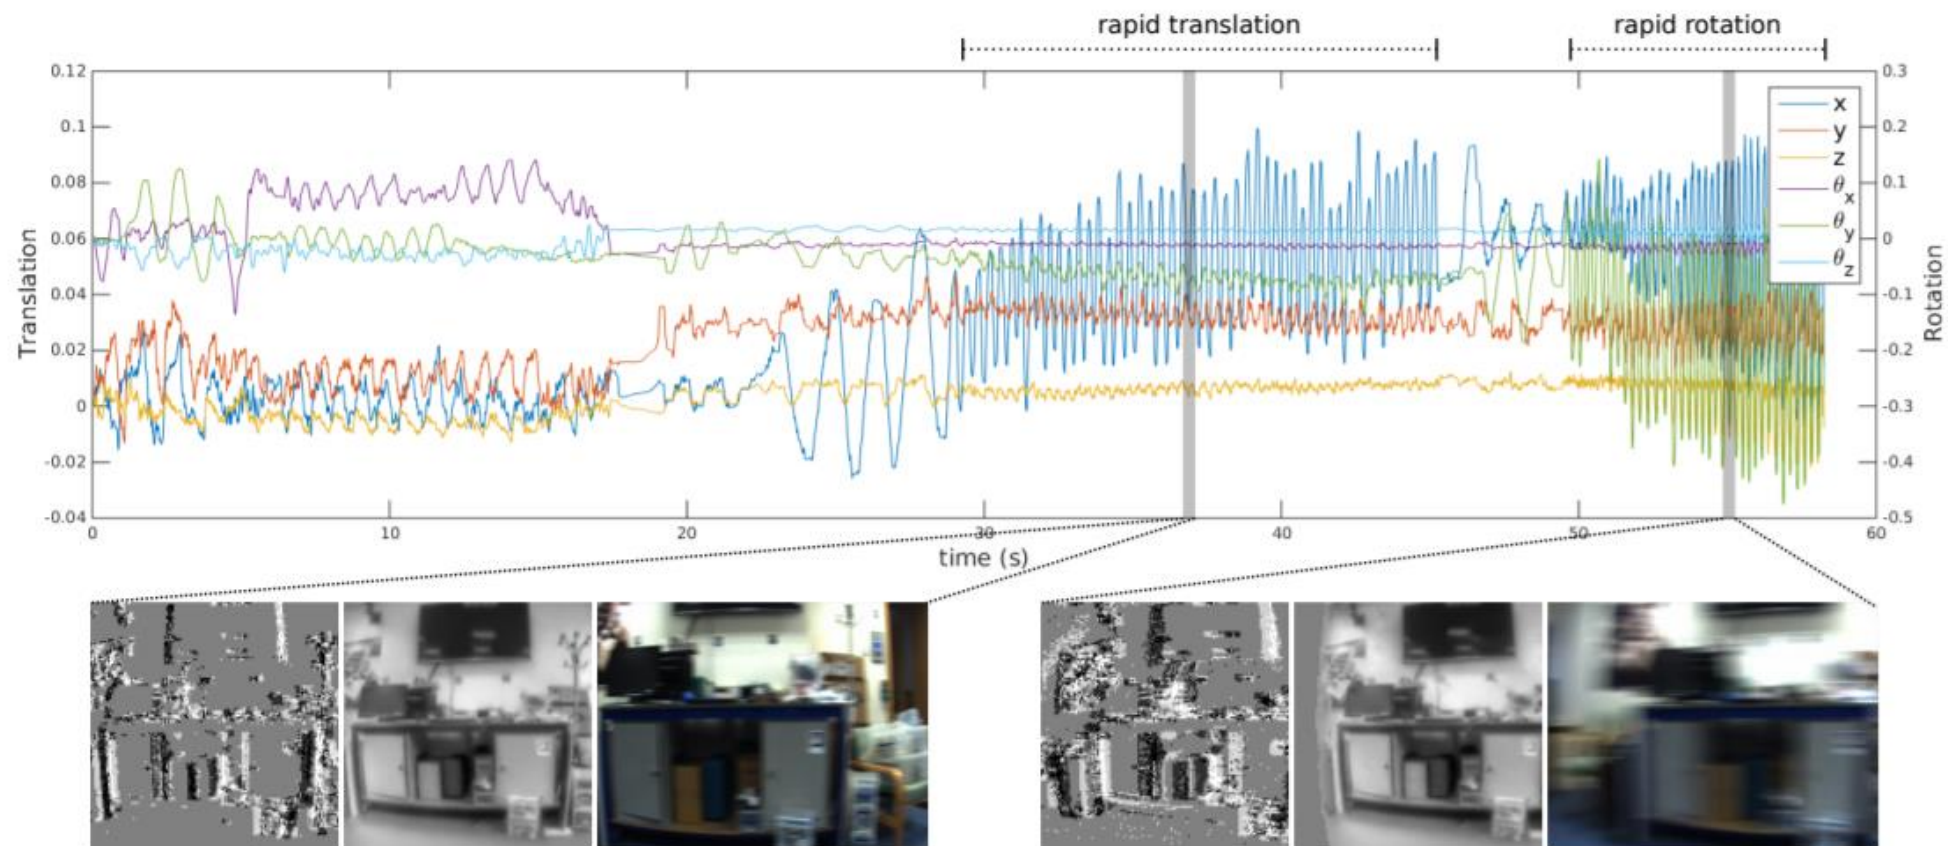 rapid translation rapid rotation
0.12 0.3
x
0.1 y 0.2
z
0.08 θx 0.1
θy
0.06 θz 0
0.04 -0.1
0.02 -0.2
0 -0.3
-0.02 -0.4
-0.04 -0.5
Translation
Rotation
0 10 20 30 40 50 60
time (s)